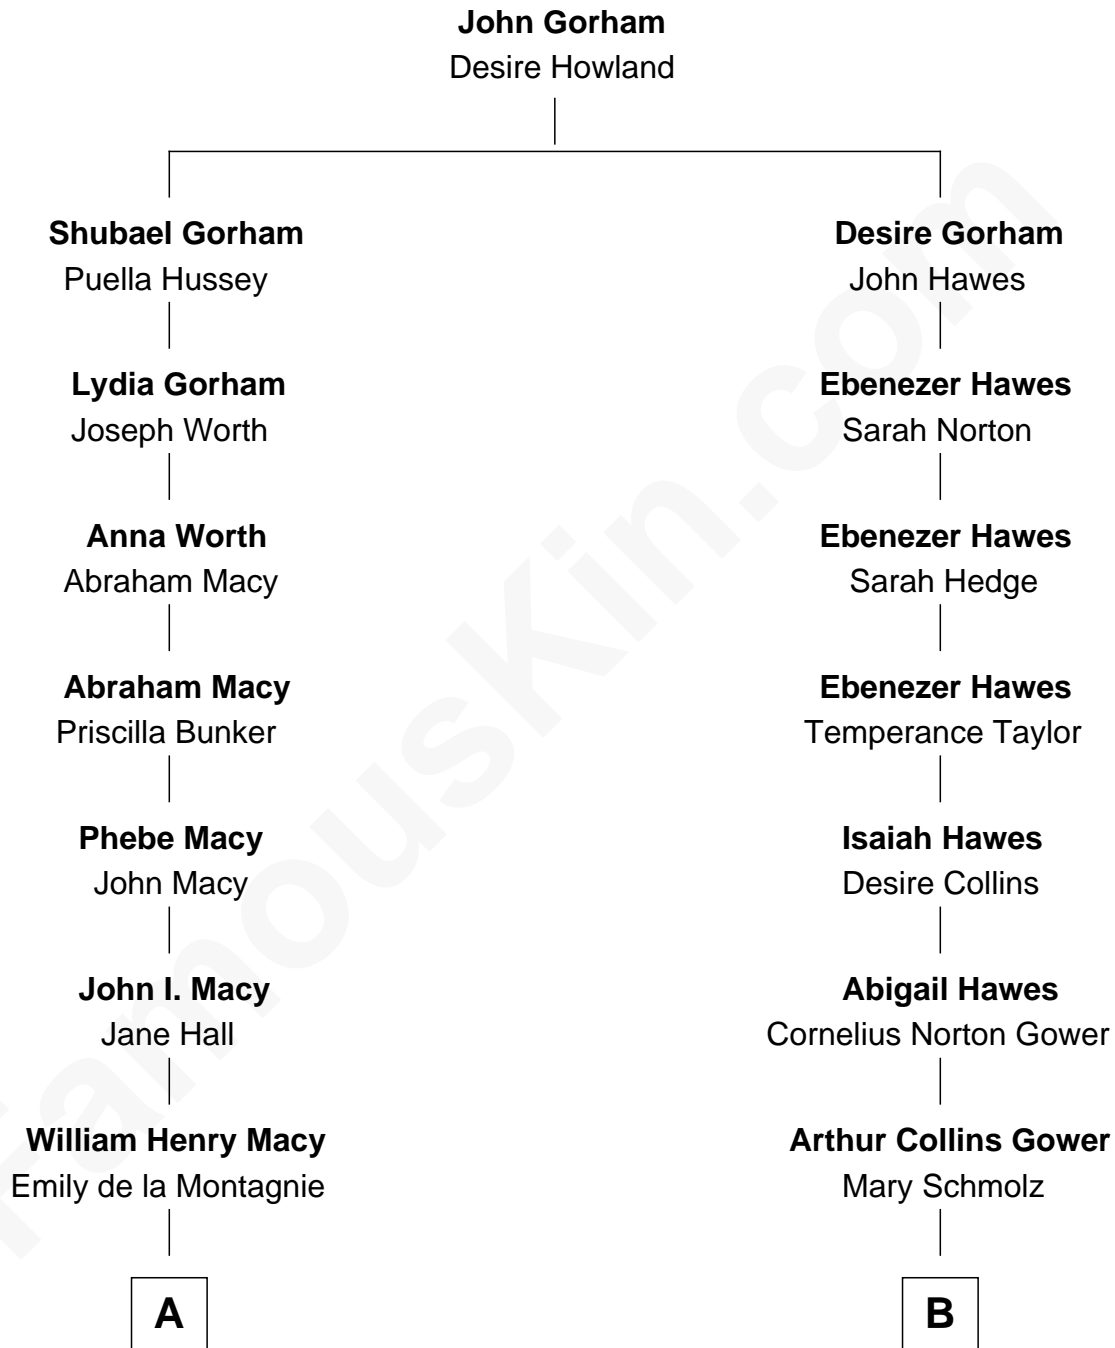 John Gorham
Desire Howland
Shubael Gorham
Puella Hussey
Desire Gorham
John Hawes
Lydia Gorham
Joseph Worth
Ebenezer Hawes
Sarah Norton
Anna Worth
Abraham Macy
Ebenezer Hawes
Sarah Hedge
Abraham Macy
Priscilla Bunker
Ebenezer Hawes
Temperance Taylor
Phebe Macy
John Macy
Isaiah Hawes
Desire Collins
John I. Macy
Jane Hall
Abigail Hawes
Cornelius Norton Gower
William Henry Macy
Emily de la Montagnie
Arthur Collins Gower
Mary Schmolz
A
B
FamousKin.com